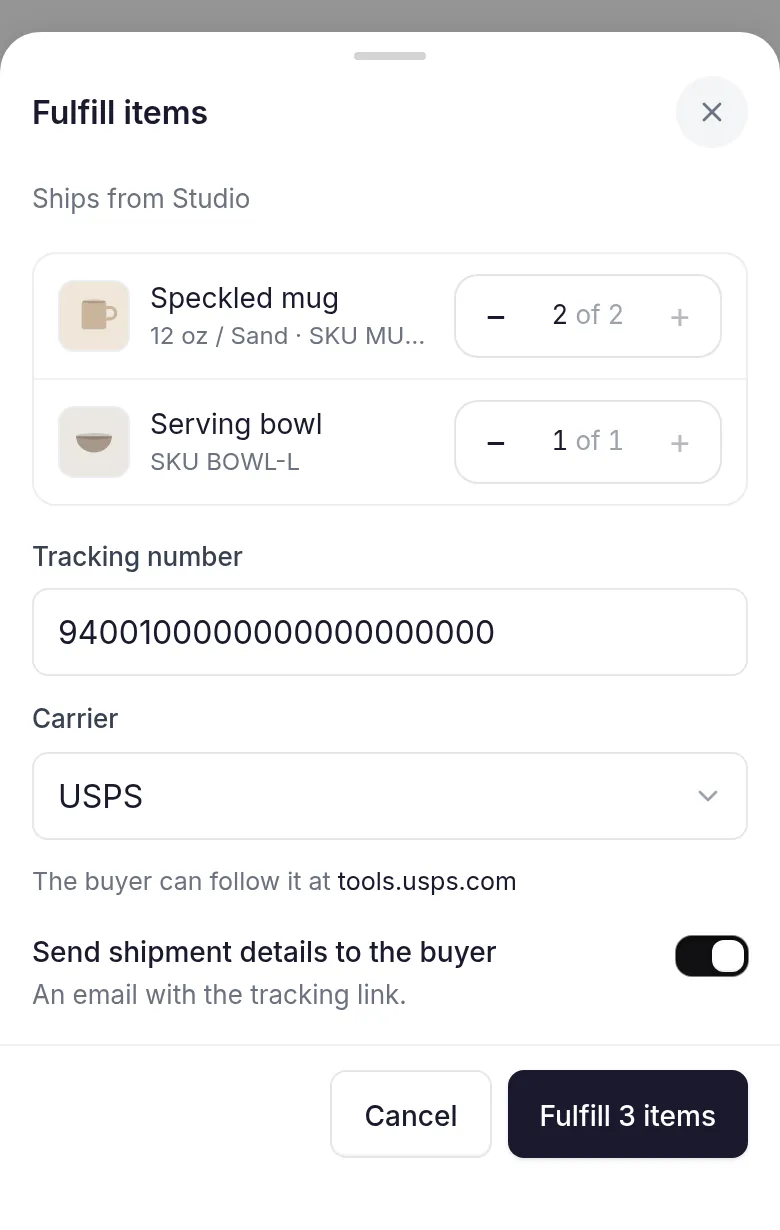 Fulfill items
Ships from Studio
Speckled mug
12 oz / Sand · SKU MU...
2 of 2
Serving bowl
SKU BOWL-L
1 of 1
Tracking number
9400100000000000000000
Carrier
USPS
The buyer can follow it at tools.usps.com
Send shipment details to the buyer
An email with the tracking link.
Cancel
Fulfill 3 items